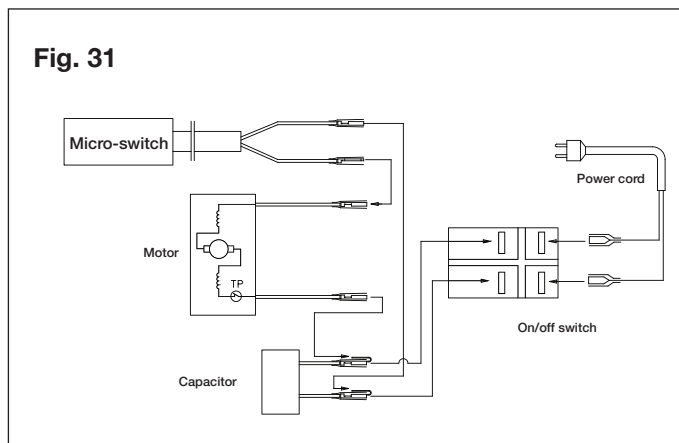 Fig. 31
Micro-switch
Power cord
Motor
TP
On/off switch
Capacitor